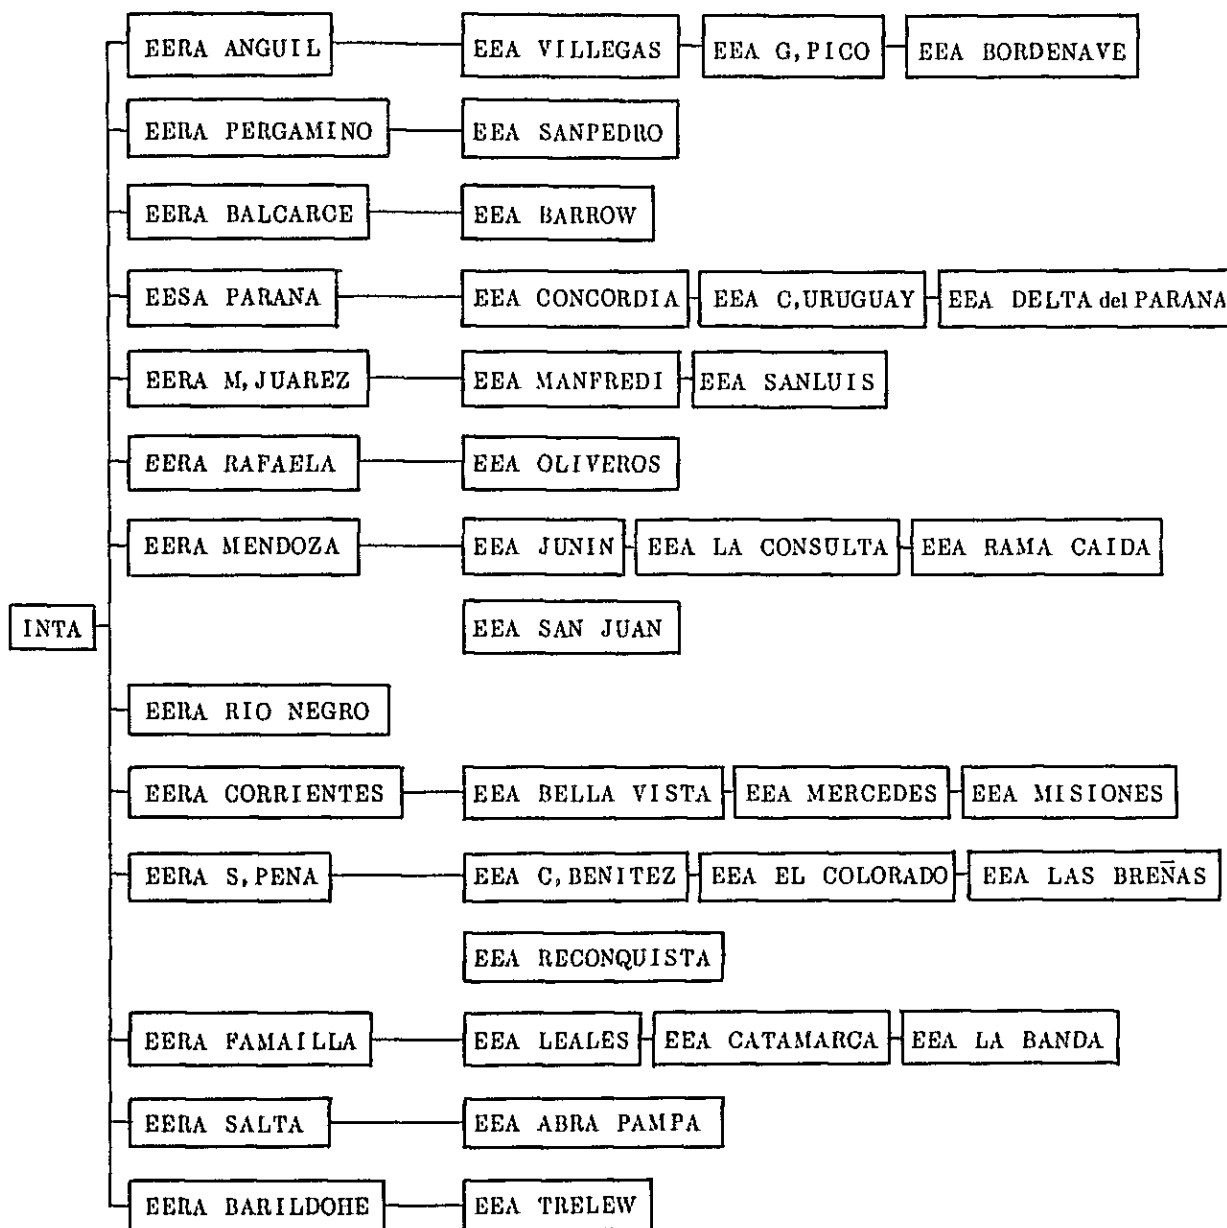 EERA ANGUIL EEA VILLEGAS EEA G,PICO EEA BORDENAVE
EERA PERGAMINO EEA SANPEDRO
EERA BALCARCE EEA BARROW
EESA PARANA EEA CONCORDIA EEA C,URUGUAY EEA DELTA del PARANA
EERA M,JUAREZ EEA MANFREDI EEA SANLUIS
EERA RAFAELA EEA OLIVEROS
EERA MENDOZA EEA JUNIN EEA LA CONSULTA EEA RAMA CAIDA
INTA EEA SAN JUAN
EERA RIO NEGRO
EERA CORRIENTES EEA BELLA VISTA EEA MERCEDES EEA MISIONES
EERA S,PENA EEA C,BENITEZ EEA EL COLORADO EEA LAS BREÑAS
EEA RECONQUISTA
EERA FAMAILLA EEA LEALES EEA CATAMARCA EEA LA BANDA
EERA SALTA EEA ABRA PAMPA
EERA BARILDOHE EEA TRELEW